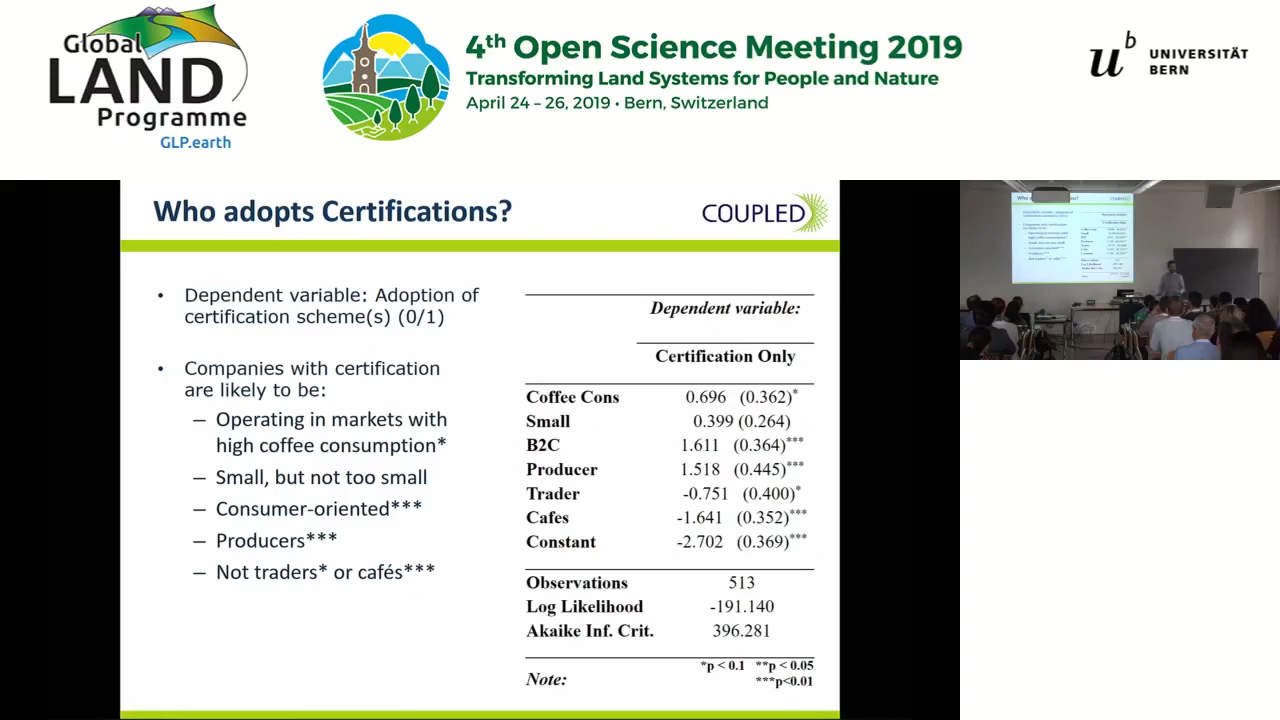 Global
LAND
Programme
GLP.earth
4th Open Science Meeting 2019
Transforming Land Systems for People and Nature
April 24 – 26, 2019 • Bern, Switzerland
u b
UNIVERSITÄT
BERN
Who adopts Certifications?
COUPLED
• Dependent variable: Adoption of
certification scheme(s) (0/1)
• Companies with certification
are likely to be:
– Operating in markets with
high coffee consumption*
– Small, but not too small
– Consumer-oriented***
– Producers***
– Not traders* or cafés***
Dependent variable:
Certification Only
Coffee Cons 0.696 (0.362)*
Small 0.399 (0.264)
B2C 1.611 (0.364)***
Producer 1.518 (0.445)***
Trader -0.751 (0.400)*
Cafes -1.641 (0.352)***
Constant -2.702 (0.369)***
Observations 513
Log Likelihood -191.140
Akaike Inf. Crit. 396.281
Note: *p < 0.1 **p < 0.05
***p<0.01